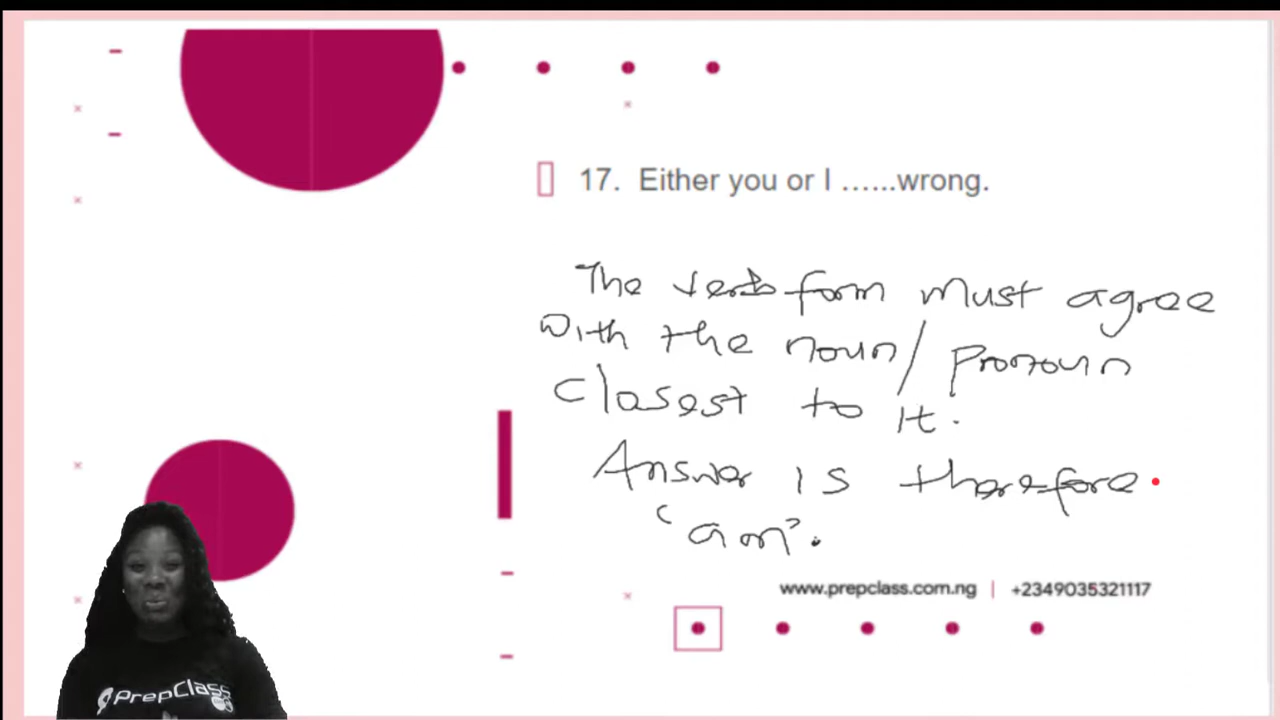 17. Either you or I ......wrong.
The verb form must agree
with the noun/pronoun
closest to it.
Answer is therefore
'am'.
www.prepclass.com.ng | +2349035321117
PrepClass